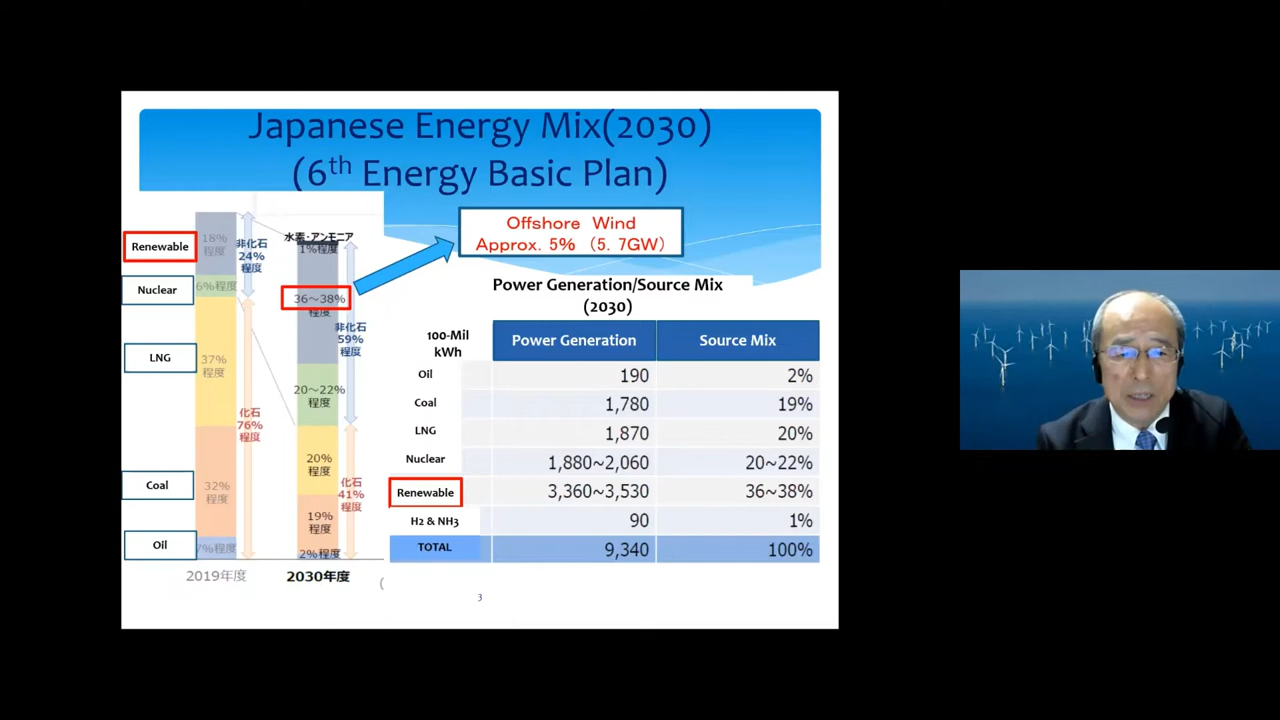 Japanese Energy Mix(2030)
(6th Energy Basic Plan)
Offshore Wind
Approx. 5% (5. 7GW)
Renewable
Nuclear
LNG
Coal
Oil
18%
程度
6%程度
37%
程度
32%
程度
7%程度
2019年度
非化石
24%
程度
化石
76%
程度
水素・アンモニア
1%程度
36～38%
程度
20～22%
程度
20%
程度
19%
程度
2%程度
2030年度
非化石
59%
程度
化石
41%
程度
(
Power Generation/Source Mix
(2030)
100-Mil kWh Power Generation Source Mix
Oil 190 2%
Coal 1,780 19%
LNG 1,870 20%
Nuclear 1,880~2,060 20~22%
Renewable 3,360~3,530 36~38%
H2 & NH3 90 1%
TOTAL 9,340 100%
3